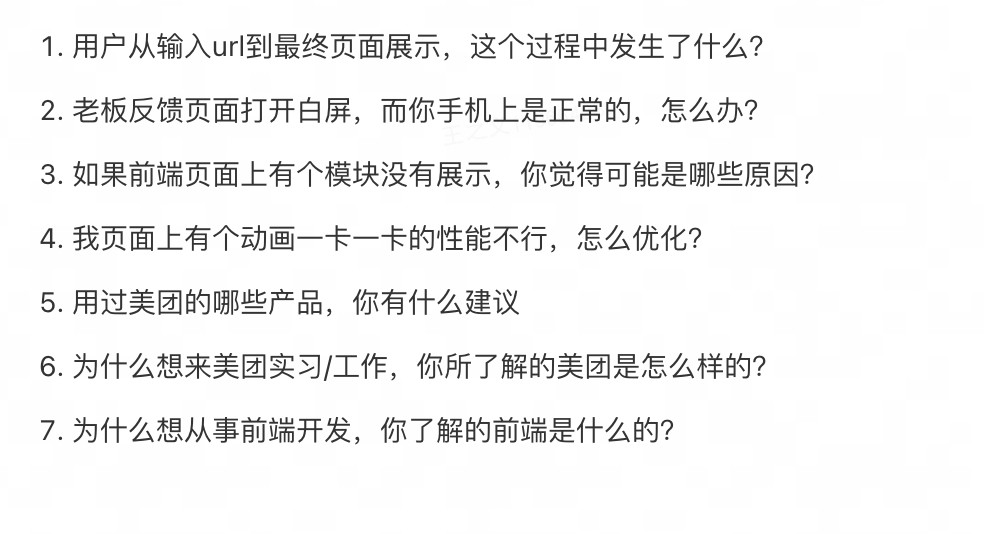 1. 用户从输入url到最终页面展示，这个过程中发生了什么？
2. 老板反馈页面打开白屏，而你手机上是正常的，怎么办？
3. 如果前端页面上有个模块没有展示，你觉得可能是哪些原因？
4. 我页面上有个动画一卡一卡的性能不行，怎么优化？
5. 用过美团的哪些产品，你有什么建议
6. 为什么想来美团实习/工作，你所了解的美团是怎么样的？
7. 为什么想从事前端开发，你了解的前端是什么的？